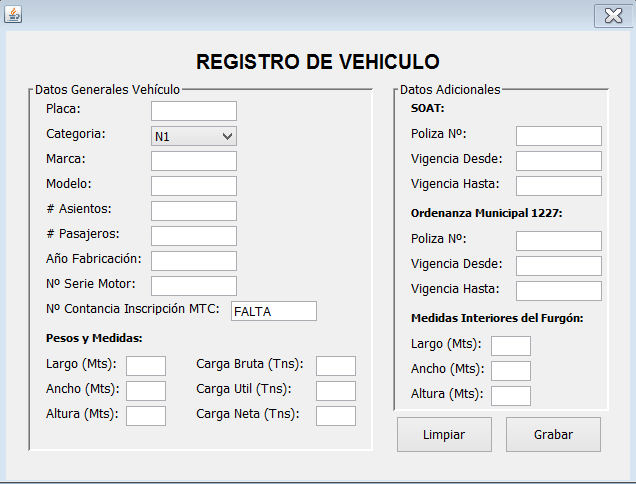 REGISTRO DE VEHICULO
Datos Generales Vehículo
Placa:
Categoria: N1
Marca:
Modelo:
# Asientos:
# Pasajeros:
Año Fabricación:
Nº Serie Motor:
Nº Contancia Inscripción MTC: FALTA
Pesos y Medidas:
Largo (Mts): Carga Bruta (Tns):
Ancho (Mts): Carga Util (Tns):
Altura (Mts): Carga Neta (Tns):
Datos Adicionales
SOAT:
Poliza Nº:
Vigencia Desde:
Vigencia Hasta:
Ordenanza Municipal 1227:
Poliza Nº:
Vigencia Desde:
Vigencia Hasta:
Medidas Interiores del Furgón:
Largo (Mts):
Ancho (Mts):
Altura (Mts):
Limpiar Grabar